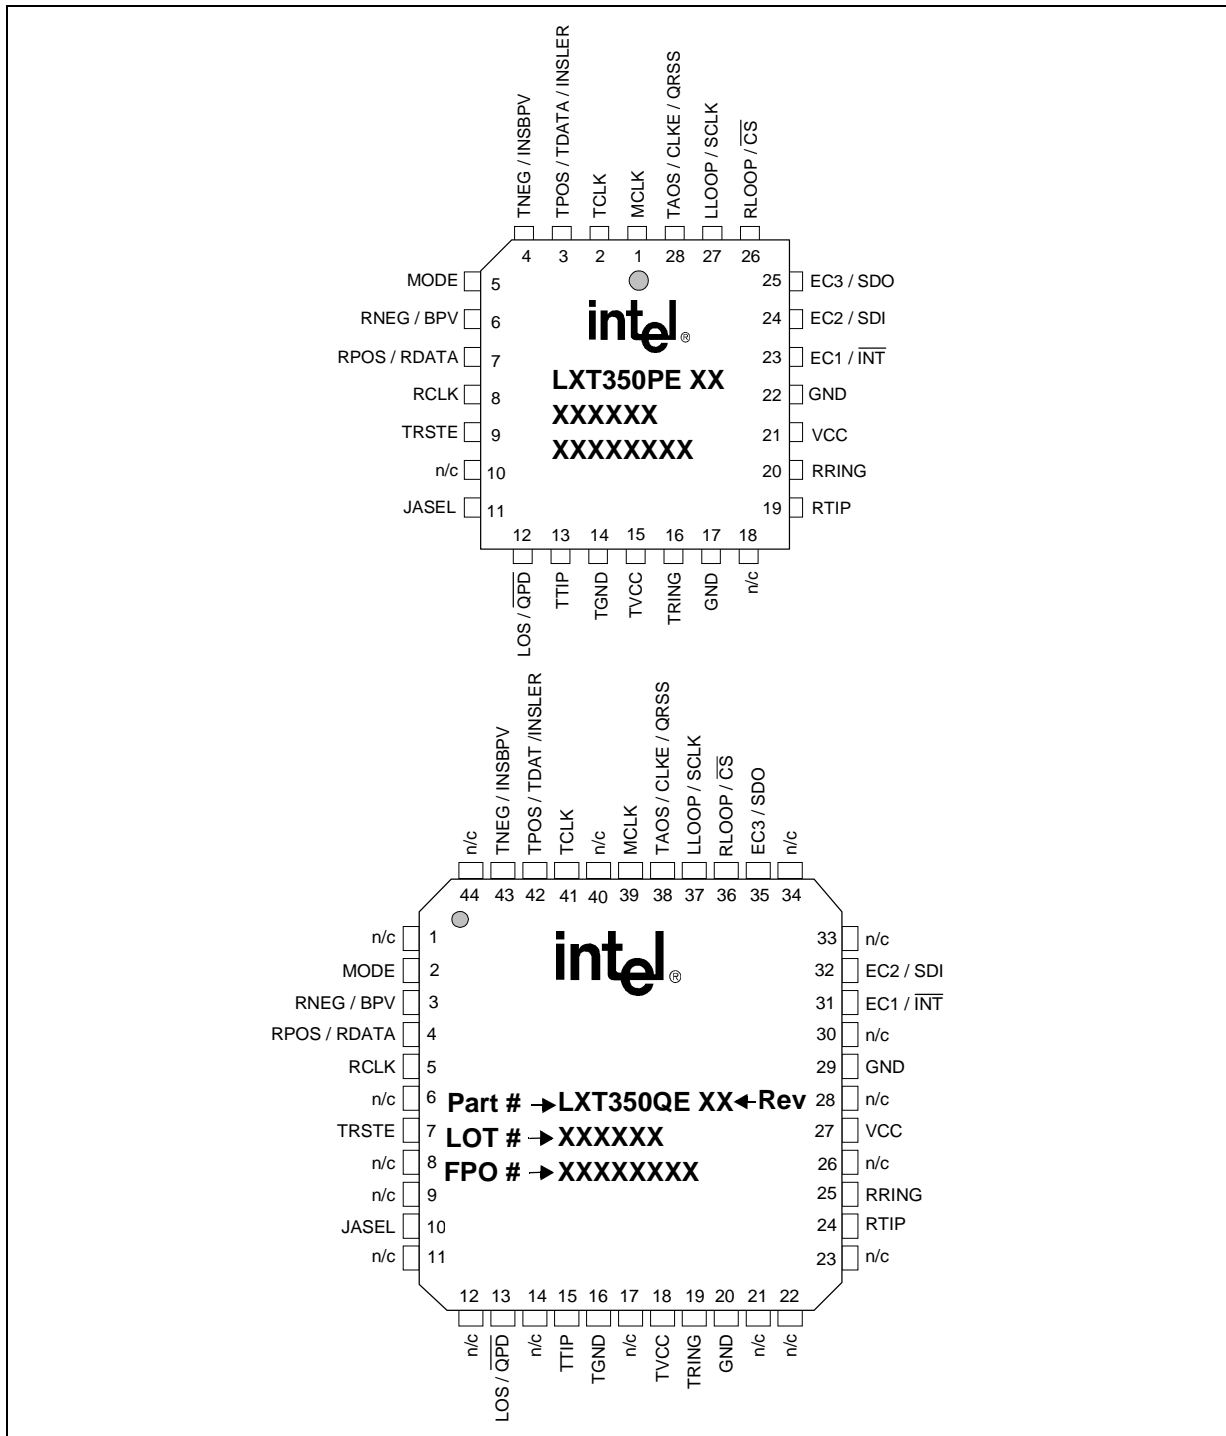 TNEG / INSBPV
TPOS / TDATA / INSLER
TCLK
MCLK
TAOS / CLKE / QRSS
LLOOP / SCLK
RLOOP / C̅S̅
4 3 2 1 28 27 26
MODE 5
RNEG / BPV 6
RPOS / RDATA 7
RCLK 8
TRSTE 9
n/c 10
JASEL 11
intel®
LXT350PE XX
XXXXXX
XXXXXXXX
25 EC3 / SDO
24 EC2 / SDI
23 EC1 / I̅N̅T̅
22 GND
21 VCC
20 RRING
19 RTIP
12 13 14 15 16 17 18
LOS / Q̅P̅D̅
TTIP
TGND
TVCC
TRING
GND
n/c
n/c
TNEG / INSBPV
TPOS / TDAT /INSLER
TCLK
n/c
MCLK
TAOS / CLKE / QRSS
LLOOP / SCLK
RLOOP / C̅S̅
EC3 / SDO
n/c
44 43 42 41 40 39 38 37 36 35 34
n/c 1
MODE 2
RNEG / BPV 3
RPOS / RDATA 4
RCLK 5
n/c 6
TRSTE 7
n/c 8
n/c 9
JASEL 10
n/c 11
intel®
Part # → LXT350QE XX ← Rev
LOT # → XXXXXX
FPO # → XXXXXXXX
33 n/c
32 EC2 / SDI
31 EC1 / I̅N̅T̅
30 n/c
29 GND
28 n/c
27 VCC
26 n/c
25 RRING
24 RTIP
23 n/c
12 13 14 15 16 17 18 19 20 21 22
n/c
LOS / Q̅P̅D̅
n/c
TTIP
TGND
n/c
TVCC
TRING
GND
n/c
n/c